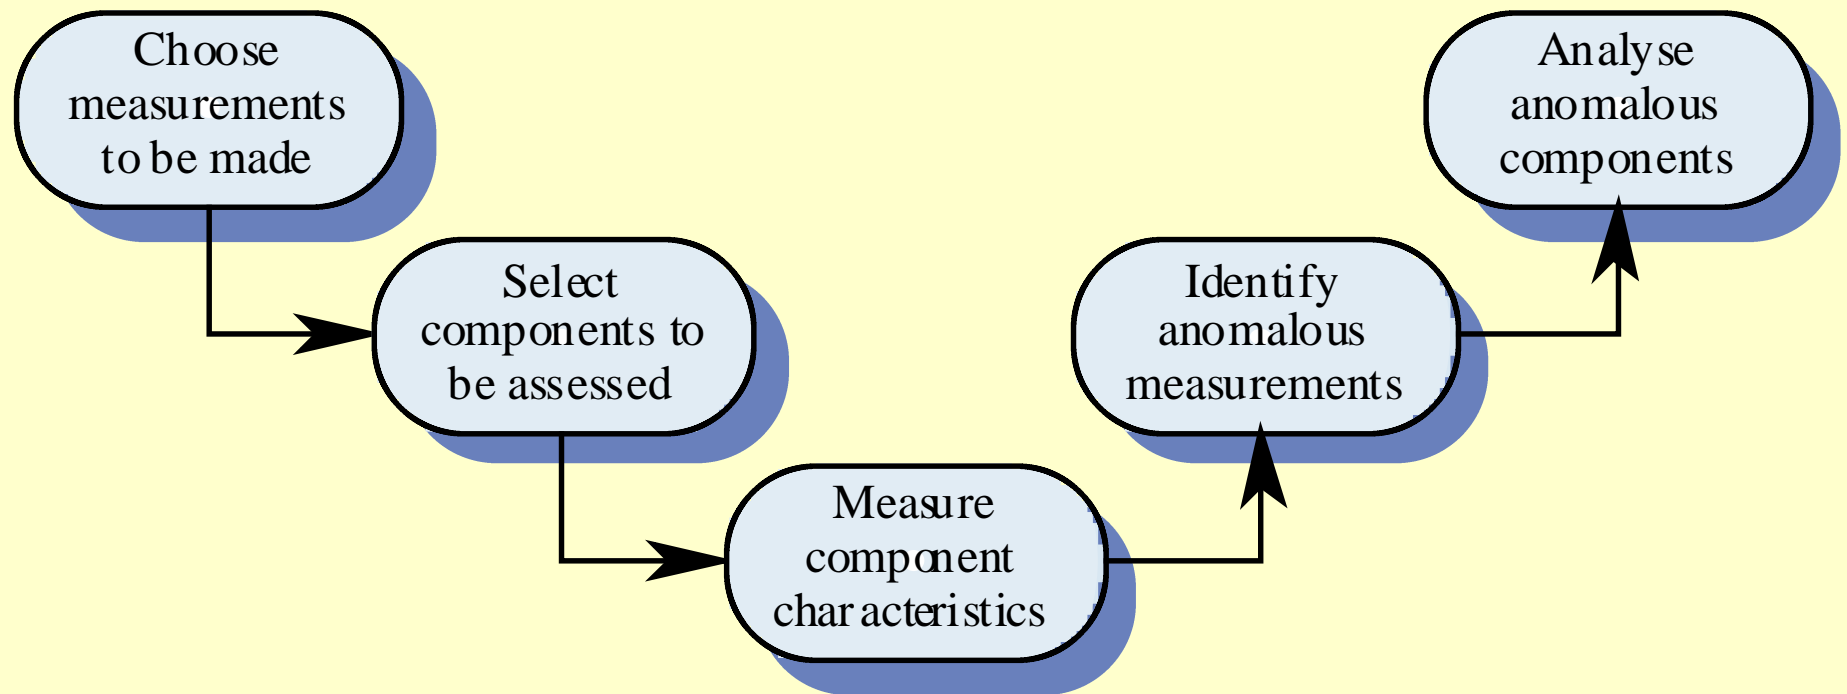 Choose
measurements
to be made
Select
components to
be assessed
Measure
component
characteristics
Identify
anomalous
measurements
Analyse
anomalous
components